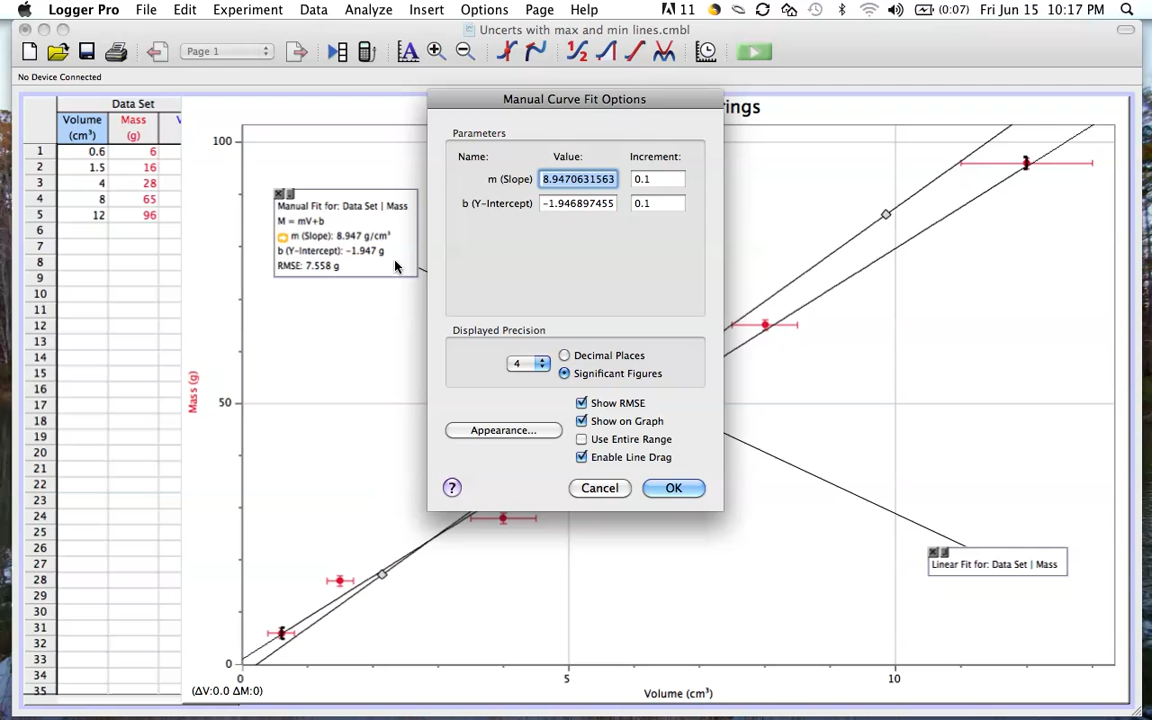 Logger Pro File Edit Experiment Data Analyze Insert Options Page Help 11 (0:07) Fri Jun 15 10:17 PM
Uncerts with max and min lines.cmbl
Page 1
No Device Connected
Data Set
Volume Mass V
(cm³) (g)
1 0.6 6
2 1.5 16
3 4 28
4 8 65
5 12 96
6
7
8
9
10
11
12
13
14
15
16
17
18
19
20
21
22
23
24
25
26
27
28
29
30
31
32
33
34
35
rings
100
50
0
Mass (g)
0 5 10
Volume (cm³)
(ΔV:0.0 ΔM:0)
Manual Fit for: Data Set | Mass
M = mV+b
m (Slope): 8.947 g/cm³
b (Y-Intercept): -1.947 g
RMSE: 7.558 g
Linear Fit for: Data Set | Mass
Manual Curve Fit Options
Parameters
Name: Value: Increment:
m (Slope) 8.9470631563 0.1
b (Y-Intercept) -1.946897455 0.1
Displayed Precision
4
Decimal Places
Significant Figures
Show RMSE
Show on Graph
Appearance...
Use Entire Range
Enable Line Drag
? Cancel OK